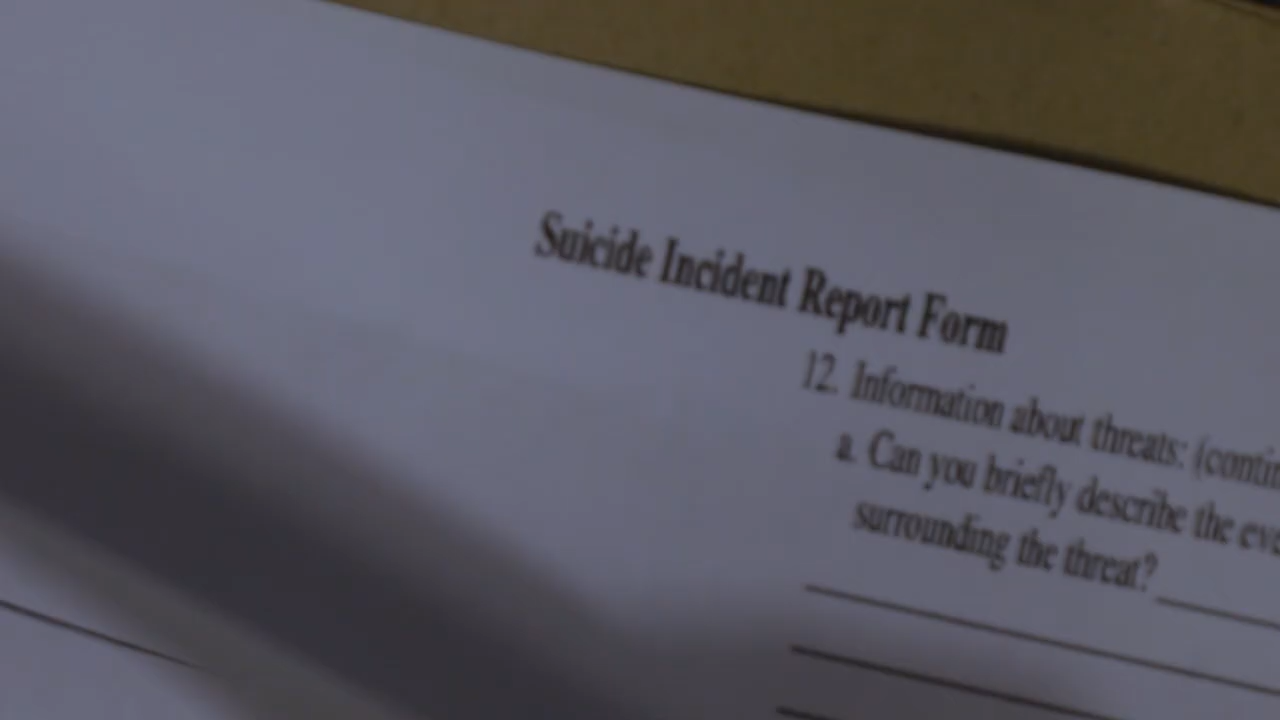 Suicide Incident Report Form
12. Information about threats:
a. Can you briefly describe the
surrounding the threat?